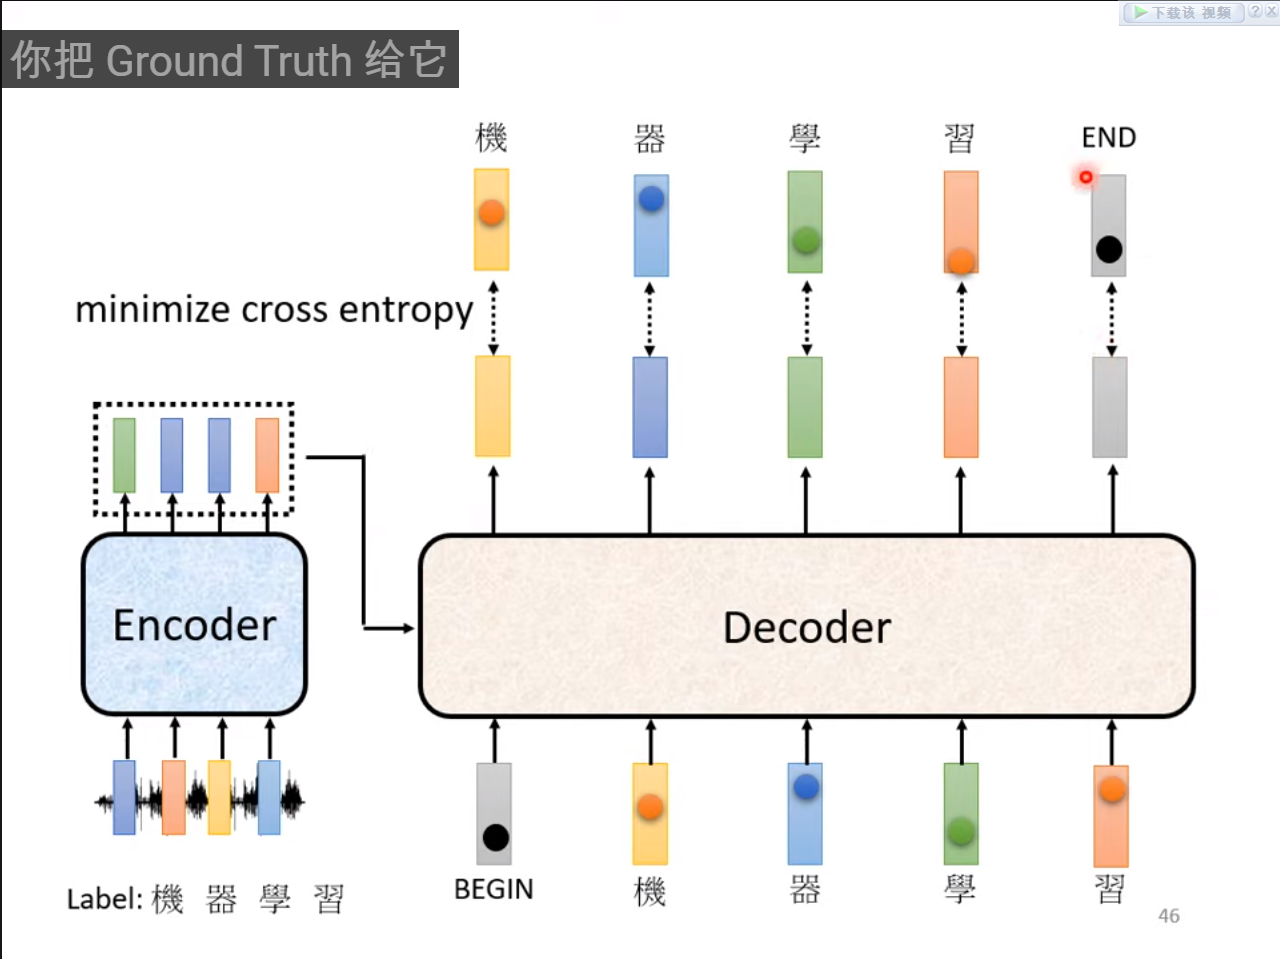 下载该 视频
你把 Ground Truth 给它
機 器 學 習 END
minimize cross entropy
Encoder
Decoder
BEGIN 機 器 學 習
Label: 機 器 學 習
46